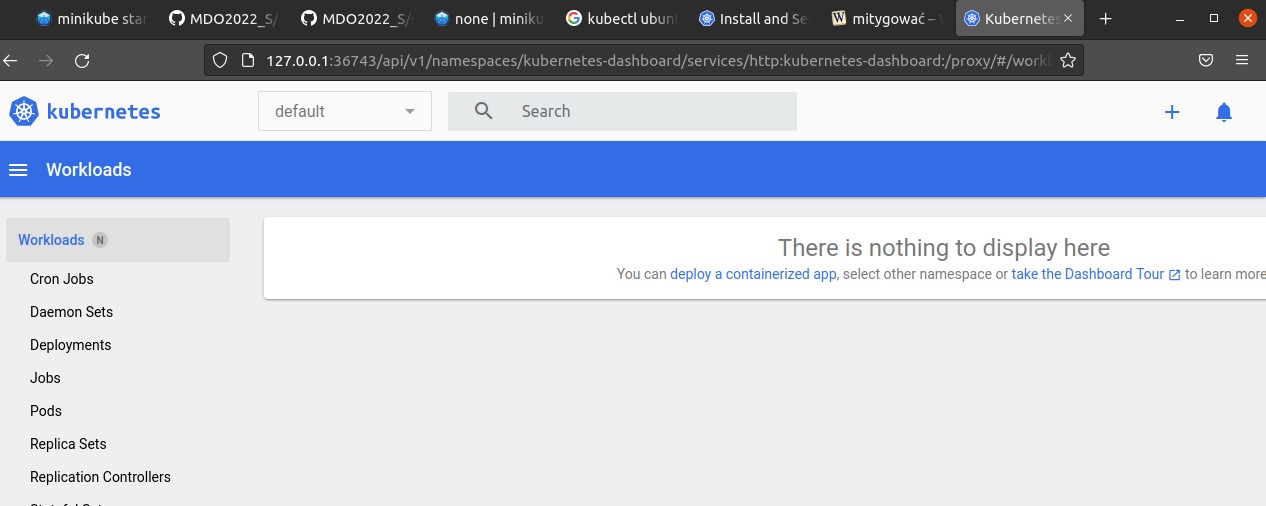 minikube star
MDO2022_S/
MDO2022_S/
none | miniku
kubectl ubun
Install and Se
mitygować –
Kubernetes
127.0.0.1:36743/api/v1/namespaces/kubernetes-dashboard/services/http:kubernetes-dashboard:/proxy/#/workl
kubernetes
default
Search
Workloads
Workloads N
There is nothing to display here
You can deploy a containerized app, select other namespace or take the Dashboard Tour to learn more
Cron Jobs
Daemon Sets
Deployments
Jobs
Pods
Replica Sets
Replication Controllers